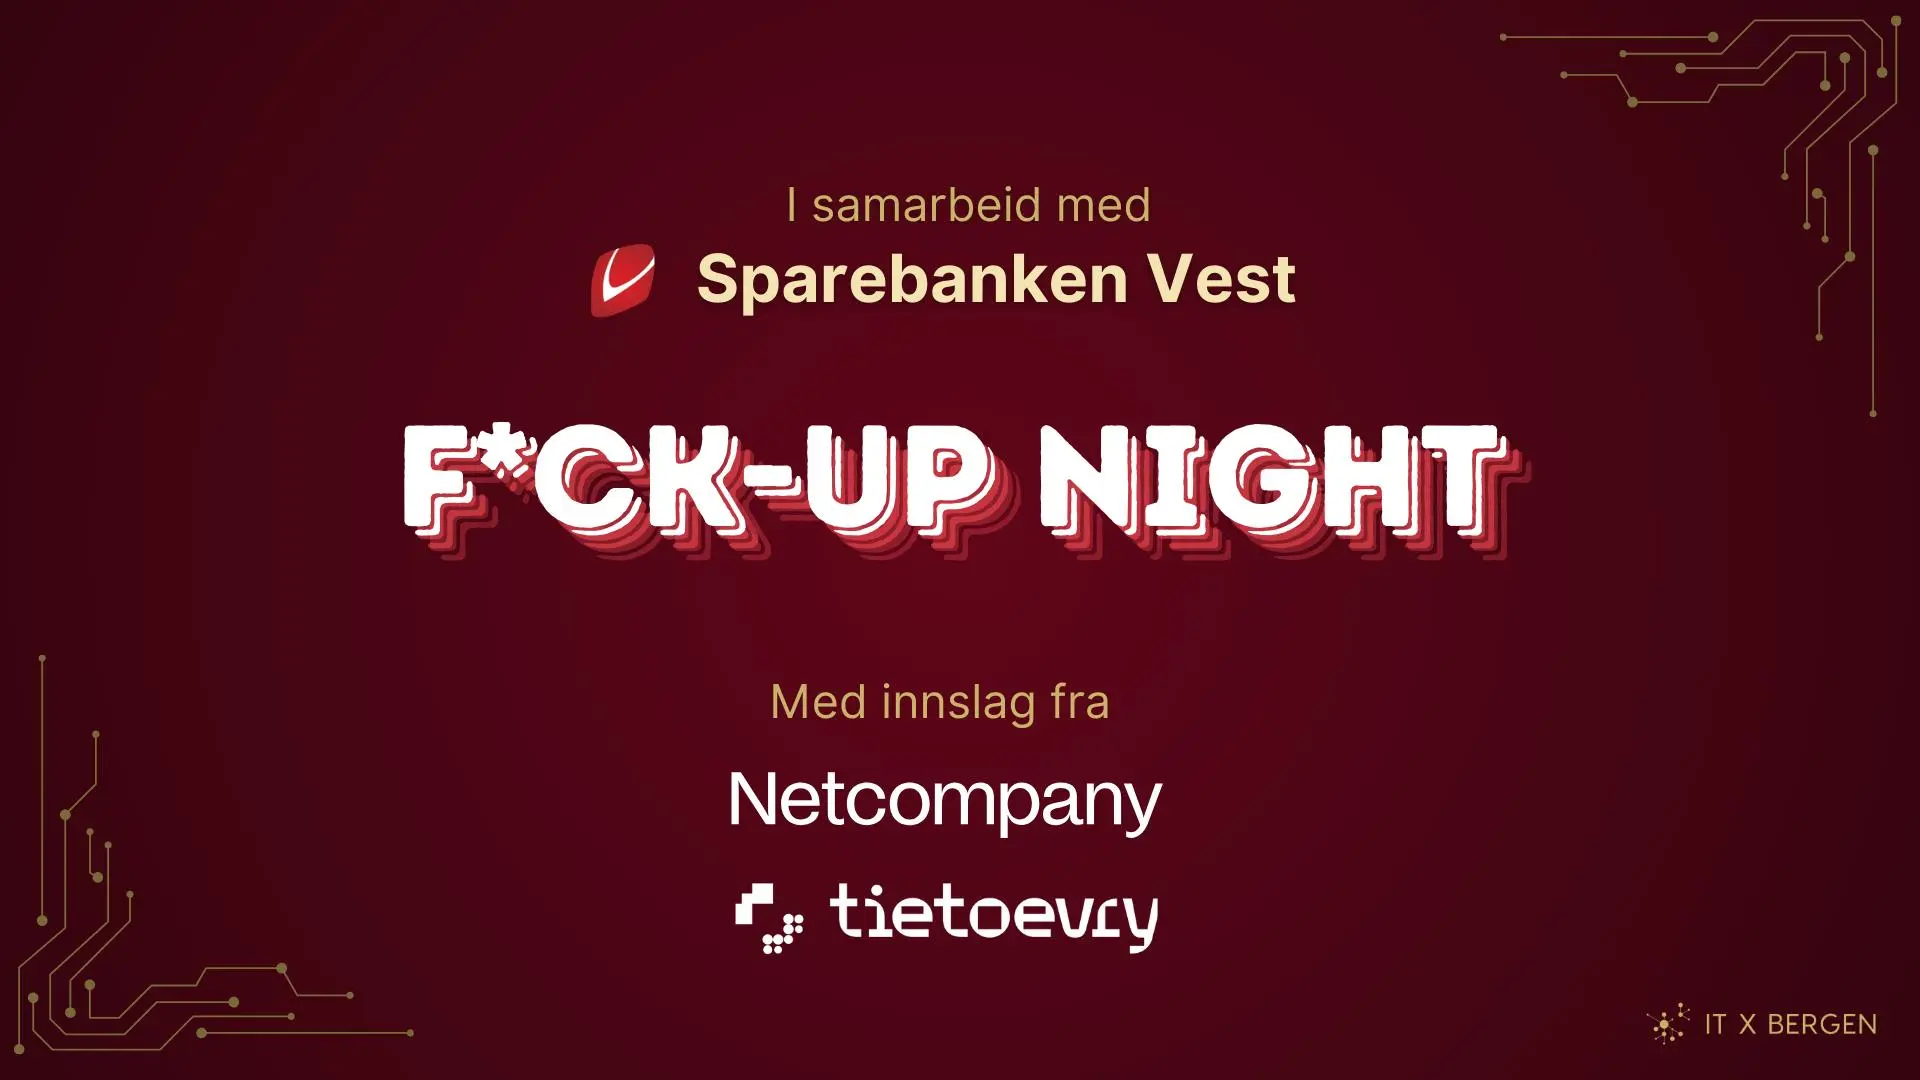 I samarbeid med
Sparebanken Vest
F*CK-UP NIGHT
Med innslag fra
Netcompany
tietoevry
IT X BERGEN